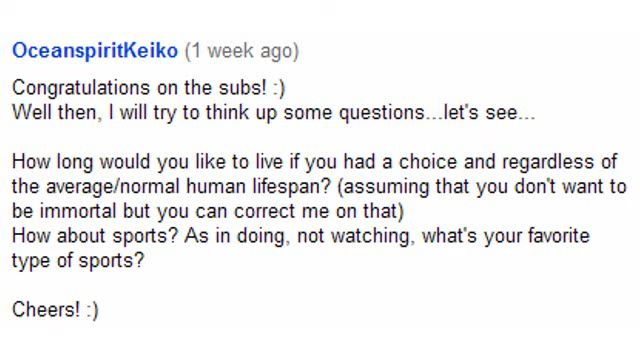 OceanspiritKeiko (1 week ago)
Congratulations on the subs! :)
Well then, I will try to think up some questions...let's see...
How long would you like to live if you had a choice and regardless of
the average/normal human lifespan? (assuming that you don't want to
be immortal but you can correct me on that)
How about sports? As in doing, not watching, what's your favorite
type of sports?
Cheers! :)